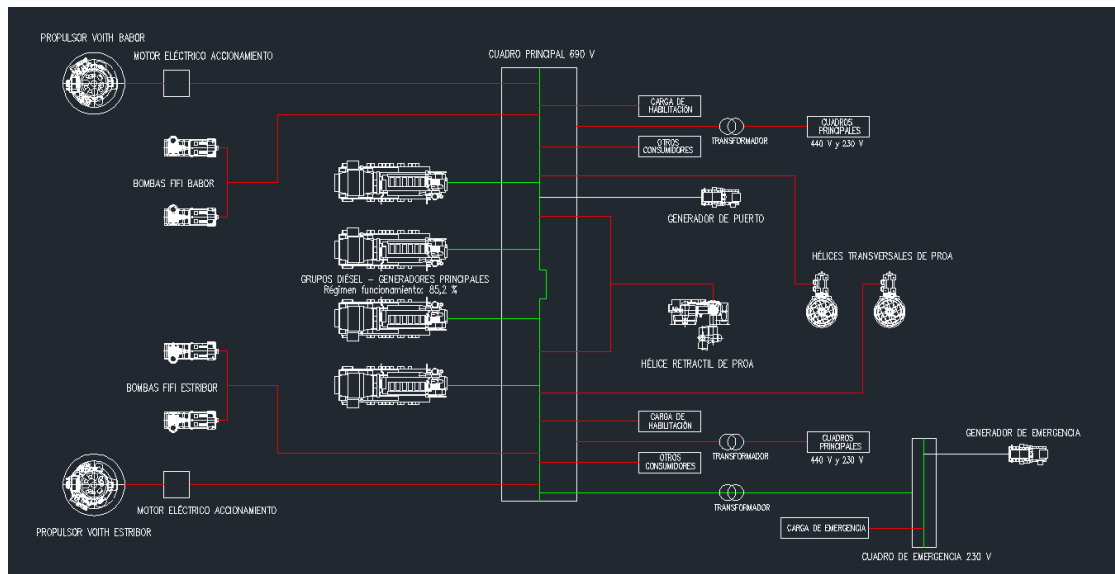 PROPULSOR VOITH BABOR
MOTOR ELÉCTRICO ACCIONAMIENTO
CUADRO PRINCIPAL 690 V
CARGA DE
HABILITACIÓN
TRANSFORMADOR
CUADROS
PRINCIPALES
440 V y 230 V
OTROS
CONSUMIDORES
BOMBAS FIFI BABOR
GENERADOR DE PUERTO
HÉLICES TRANSVERSALES DE PROA
GRUPOS DIÉSEL - GENERADORES PRINCIPALES
Régimen funcionamiento: 85,2 %
HÉLICE RETRACTIL DE PROA
BOMBAS FIFI ESTRIBOR
CARGA DE
HABILITACIÓN
TRANSFORMADOR
CUADROS
PRINCIPALES
440 V y 230 V
OTROS
CONSUMIDORES
GENERADOR DE EMERGENCIA
TRANSFORMADOR
MOTOR ELÉCTRICO ACCIONAMIENTO
PROPULSOR VOITH ESTRIBOR
CARGA DE EMERGENCIA
CUADRO DE EMERGENCIA 230 V